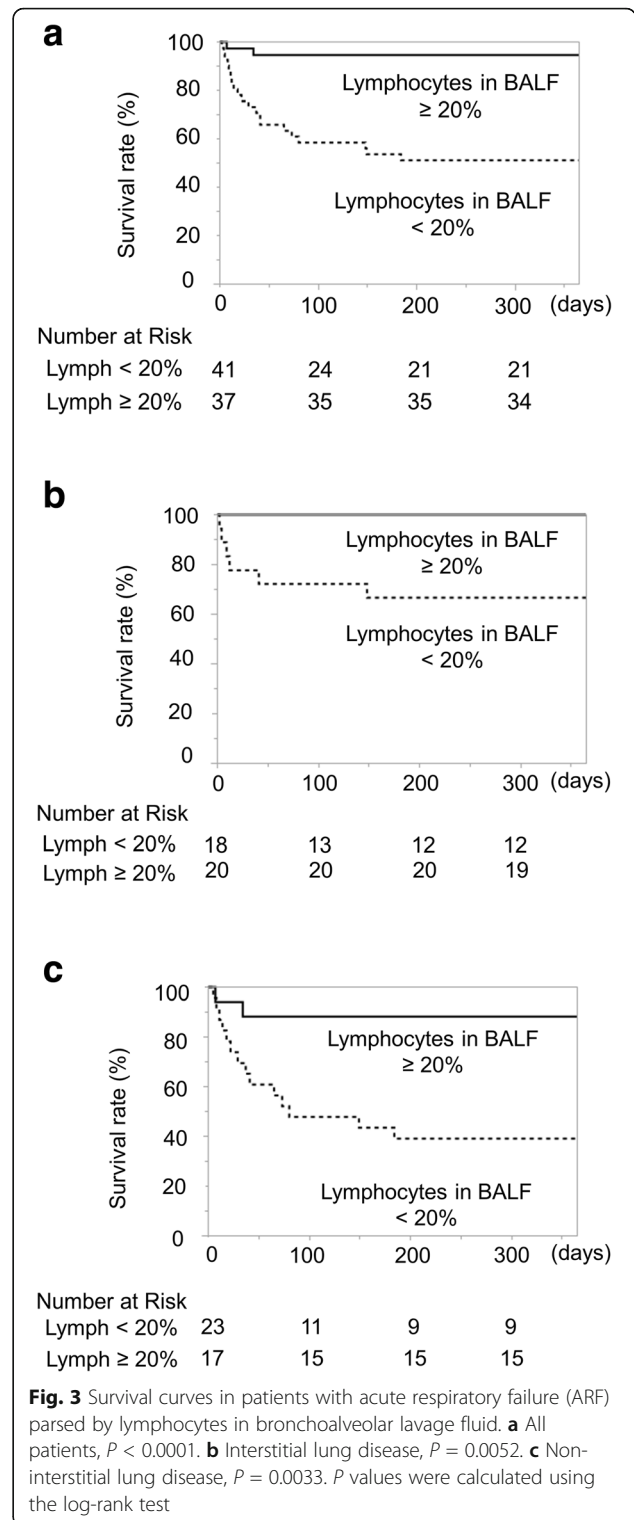 a
100
80
60
40
20
0
Survival rate (%)
Lymphocytes in BALF
≥ 20%
Lymphocytes in BALF
< 20%
0 100 200 300 (days)
Number at Risk
Lymph < 20% 41 24 21 21
Lymph ≥ 20% 37 35 35 34
b
100
80
60
40
20
0
Survival rate (%)
Lymphocytes in BALF
≥ 20%
Lymphocytes in BALF
< 20%
0 100 200 300 (days)
Number at Risk
Lymph < 20% 18 13 12 12
Lymph ≥ 20% 20 20 20 19
c
100
80
60
40
20
0
Survival rate (%)
Lymphocytes in BALF
≥ 20%
Lymphocytes in BALF
< 20%
0 100 200 300 (days)
Number at Risk
Lymph < 20% 23 11 9 9
Lymph ≥ 20% 17 15 15 15
Fig. 3 Survival curves in patients with acute respiratory failure (ARF)
parsed by lymphocytes in bronchoalveolar lavage fluid. a All
patients, P < 0.0001. b Interstitial lung disease, P = 0.0052. c Non-
interstitial lung disease, P = 0.0033. P values were calculated using
the log-rank test